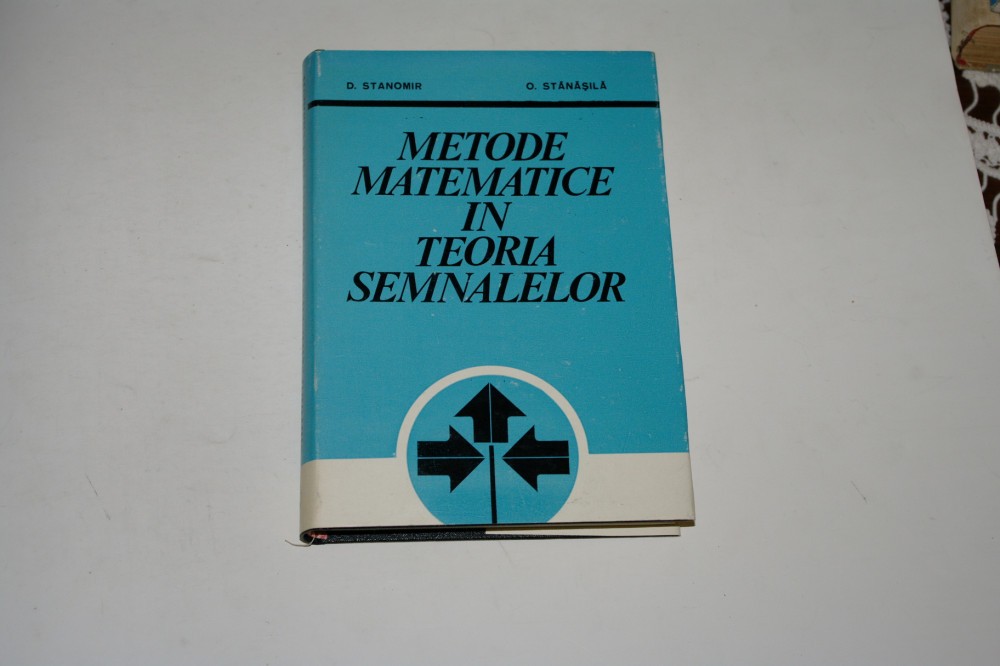 D. STANOMIR O. STĂNĂȘILĂ
METODE
MATEMATICE
IN
TEORIA
SEMNALELOR